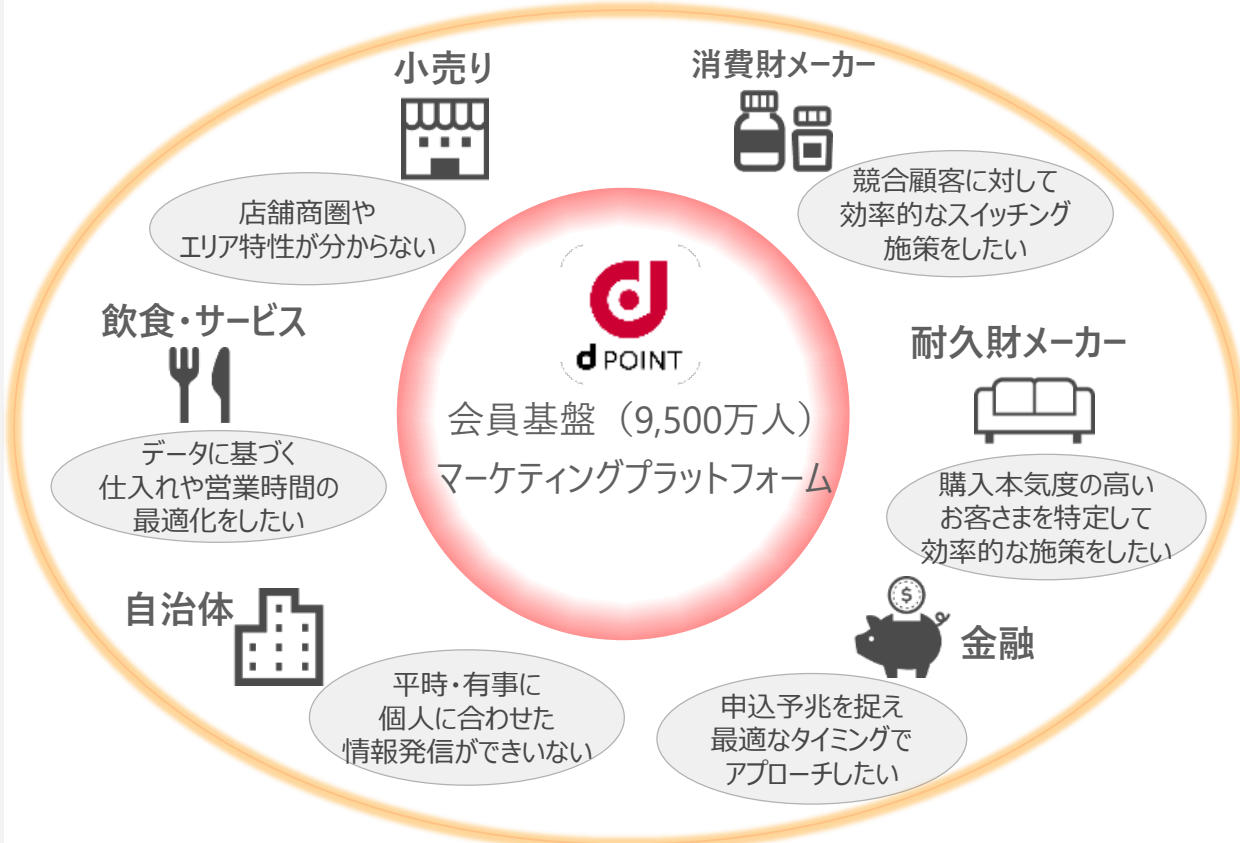 小売り
店舗商圏や
エリア特性が分からない
消費財メーカー
競合顧客に対して
効率的なスイッチング
施策をしたい
d POINT
会員基盤（9,500万人）
マーケティングプラットフォーム
飲食・サービス
データに基づく
仕入れや営業時間の
最適化をしたい
耐久財メーカー
購入本気度の高い
お客さまを特定して
効率的な施策をしたい
自治体
平時・有事に
個人に合わせた
情報発信ができいない
$
金融
申込予兆を捉え
最適なタイミングで
アプローチしたい